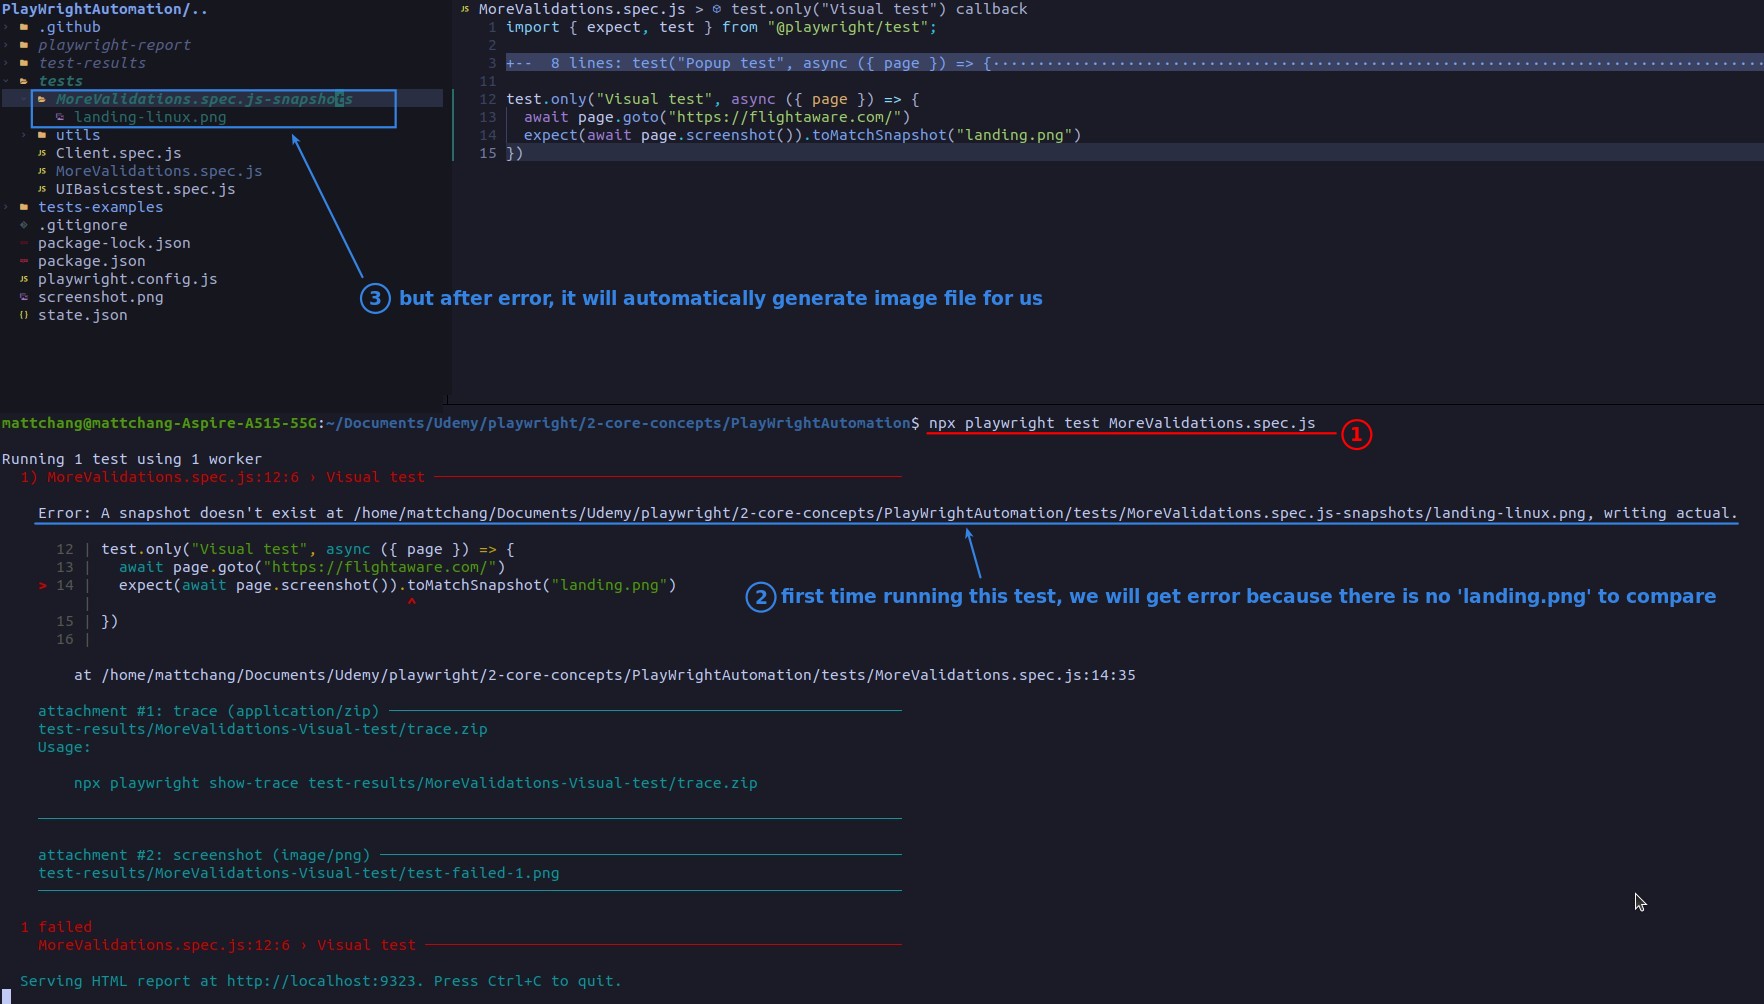 PlayWrightAutomation/..
.github
playwright-report
test-results
tests
MoreValidations.spec.js-snapshots
landing-linux.png
utils
JS Client.spec.js
JS MoreValidations.spec.js
JS UIBasicstest.spec.js
tests-examples
.gitignore
package-lock.json
package.json
JS playwright.config.js
screenshot.png
{} state.json
JS MoreValidations.spec.js > test.only("Visual test") callback
1 import { expect, test } from "@playwright/test";
2
3 +-- 8 lines: test("Popup test", async ({ page }) => {
11
12 test.only("Visual test", async ({ page }) => {
13 await page.goto("https://flightaware.com/")
14 expect(await page.screenshot()).toMatchSnapshot("landing.png")
15 })
3 but after error, it will automatically generate image file for us
mattchang@mattchang-Aspire-A515-55G:~/Documents/Udemy/playwright/2-core-concepts/PlayWrightAutomation$ npx playwright test MoreValidations.spec.js
1
Running 1 test using 1 worker
1) MoreValidations.spec.js:12:6 › Visual test
Error: A snapshot doesn't exist at /home/mattchang/Documents/Udemy/playwright/2-core-concepts/PlayWrightAutomation/tests/MoreValidations.spec.js-snapshots/landing-linux.png, writing actual.
12 | test.only("Visual test", async ({ page }) => {
13 | await page.goto("https://flightaware.com/")
> 14 | expect(await page.screenshot()).toMatchSnapshot("landing.png")
| ^
15 | })
16 |
2 first time running this test, we will get error because there is no 'landing.png' to compare
at /home/mattchang/Documents/Udemy/playwright/2-core-concepts/PlayWrightAutomation/tests/MoreValidations.spec.js:14:35
attachment #1: trace (application/zip)
test-results/MoreValidations-Visual-test/trace.zip
Usage:
npx playwright show-trace test-results/MoreValidations-Visual-test/trace.zip
attachment #2: screenshot (image/png)
test-results/MoreValidations-Visual-test/test-failed-1.png
1 failed
MoreValidations.spec.js:12:6 › Visual test
Serving HTML report at http://localhost:9323. Press Ctrl+C to quit.